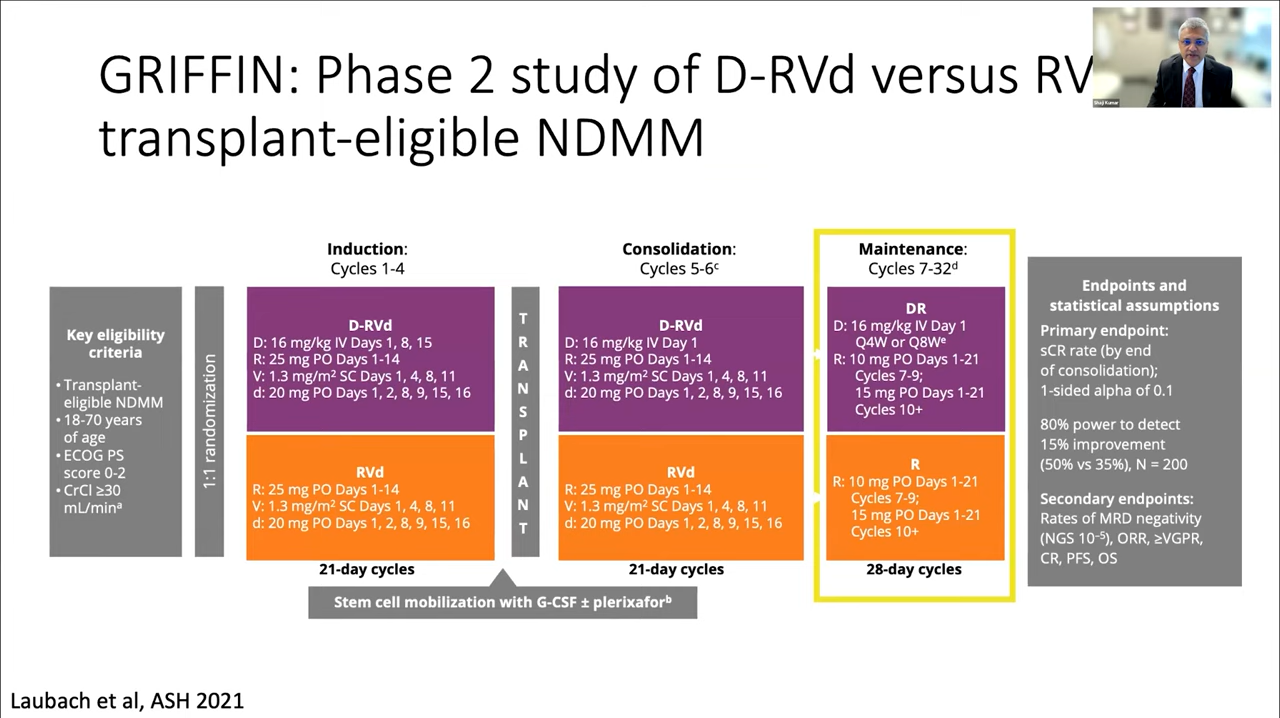 GRIFFIN: Phase 2 study of D-RVd versus RV
transplant-eligible NDMM
Shaji Kumar
Induction:
Cycles 1-4
Consolidation:
Cycles 5-6ᶜ
Maintenance:
Cycles 7-32ᵈ
Key eligibility
criteria
• Transplant-
eligible NDMM
• 18-70 years
of age
• ECOG PS
score 0-2
• CrCl ≥30
mL/minᵃ
1:1 randomization
D-RVd
D: 16 mg/kg IV Days 1, 8, 15
R: 25 mg PO Days 1-14
V: 1.3 mg/m² SC Days 1, 4, 8, 11
d: 20 mg PO Days 1, 2, 8, 9, 15, 16
RVd
R: 25 mg PO Days 1-14
V: 1.3 mg/m² SC Days 1, 4, 8, 11
d: 20 mg PO Days 1, 2, 8, 9, 15, 16
21-day cycles
TRANSPLANT
D-RVd
D: 16 mg/kg IV Day 1
R: 25 mg PO Days 1-14
V: 1.3 mg/m² SC Days 1, 4, 8, 11
d: 20 mg PO Days 1, 2, 8, 9, 15, 16
RVd
R: 25 mg PO Days 1-14
V: 1.3 mg/m² SC Days 1, 4, 8, 11
d: 20 mg PO Days 1, 2, 8, 9, 15, 16
21-day cycles
DR
D: 16 mg/kg IV Day 1
Q4W or Q8Wᵉ
R: 10 mg PO Days 1-21
Cycles 7-9;
15 mg PO Days 1-21
Cycles 10+
R
R: 10 mg PO Days 1-21
Cycles 7-9;
15 mg PO Days 1-21
Cycles 10+
28-day cycles
Endpoints and
statistical assumptions
Primary endpoint:
sCR rate (by end
of consolidation);
1-sided alpha of 0.1
80% power to detect
15% improvement
(50% vs 35%), N = 200
Secondary endpoints:
Rates of MRD negativity
(NGS 10⁻⁵), ORR, ≥VGPR,
CR, PFS, OS
Stem cell mobilization with G-CSF ± plerixaforᵇ
Laubach et al, ASH 2021